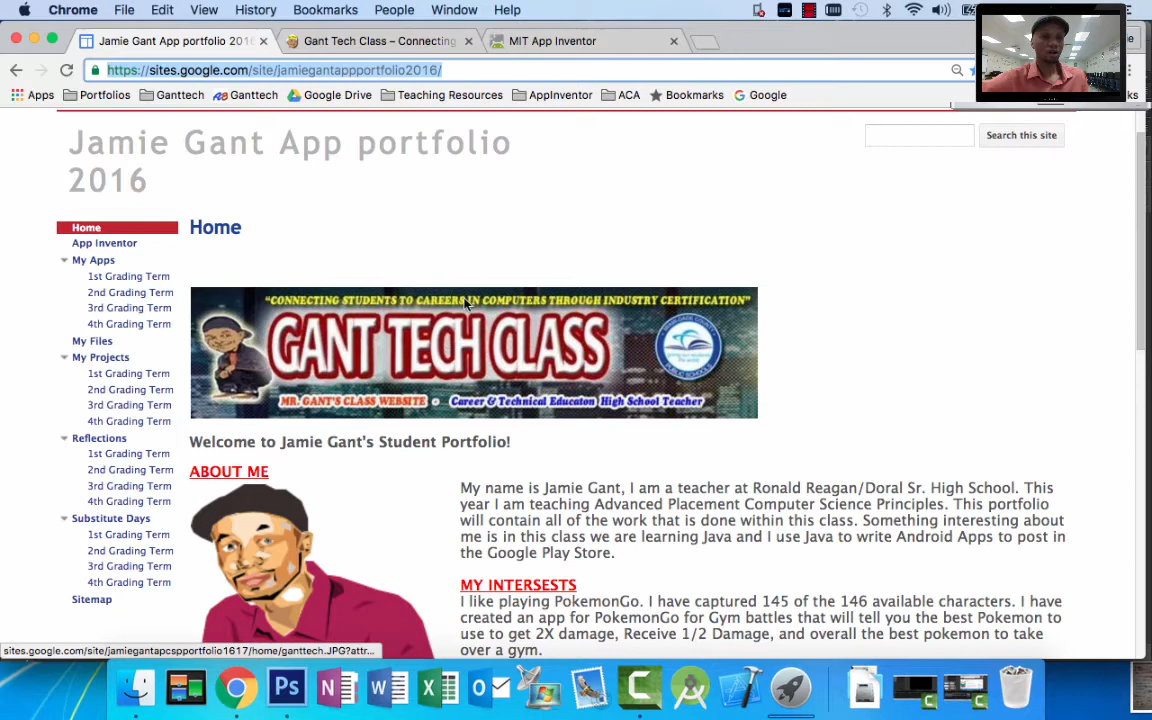 Chrome File Edit View History Bookmarks People Window Help
Jamie Gant App portfolio 2016
Gant Tech Class – Connecting
MIT App Inventor
https://sites.google.com/site/jamiegantappportfolio2016/
Apps Portfolios Ganttech Ganttech Google Drive Teaching Resources AppInventor ACA Bookmarks Google
Jamie Gant App portfolio
2016
Search this site
Home
App Inventor
My Apps
1st Grading Term
2nd Grading Term
3rd Grading Term
4th Grading Term
My Files
My Projects
1st Grading Term
2nd Grading Term
3rd Grading Term
4th Grading Term
Reflections
1st Grading Term
2nd Grading Term
3rd Grading Term
4th Grading Term
Substitute Days
1st Grading Term
2nd Grading Term
3rd Grading Term
4th Grading Term
Sitemap
Home
"CONNECTING STUDENTS TO CAREERS IN COMPUTERS THROUGH INDUSTRY CERTIFICATION"
GANT TECH CLASS
MR. GANT'S CLASS WEBSITE • Career & Technical Educaton High School Teacher
Welcome to Jamie Gant's Student Portfolio!
ABOUT ME
My name is Jamie Gant, I am a teacher at Ronald Reagan/Doral Sr. High School. This
year I am teaching Advanced Placement Computer Science Principles. This portfolio
will contain all of the work that is done within this class. Something interesting about
me is in this class we are learning Java and I use Java to write Android Apps to post in
the Google Play Store.
MY INTERSESTS
I like playing PokemonGo. I have captured 145 of the 146 available characters. I have
created an app for PokemonGo for Gym battles that will tell you the best Pokemon to
use to get 2X damage, Receive 1/2 Damage, and overall the best pokemon to take
over a gym.
sites.google.com/site/jamiegantapcspportfolio1617/home/ganttech.JPG?attr...